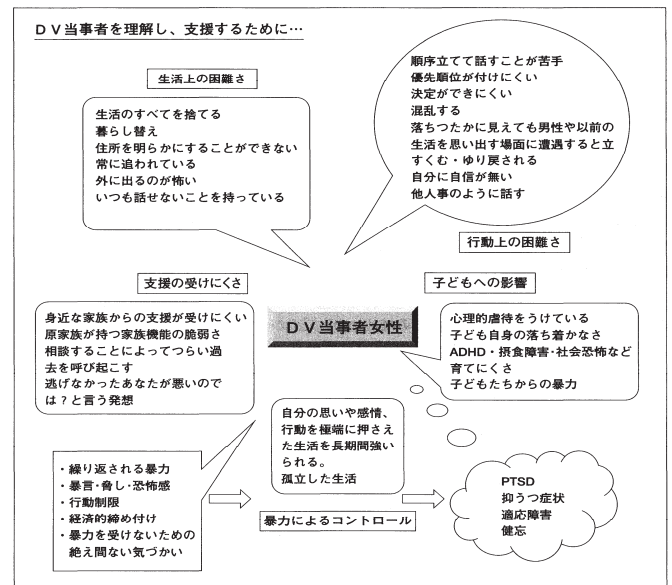 DV当事者を理解し、支援するために…
生活上の困難さ
生活のすべてを捨てる
暮らし替え
住所を明らかにすることができない
常に追われている
外に出るのが怖い
いつも話せないことを持っている
順序立てて話すことが苦手
優先順位が付けにくい
決定ができにくい
混乱する
落ちつたかに見えても男性や以前の
生活を思い出す場面に遭遇すると立
すくむ・ゆり戻される
自分に自信が無い
他人事のように話す
行動上の困難さ
支援の受けにくさ
身近な家族からの支援が受けにくい
原家族が持つ家族機能の脆弱さ
相談することによってつらい過
去を呼び起こす
逃げなかったあなたが悪いので
は？と言う発想
DV当事者女性
子どもへの影響
心理的虐待をうけている
子ども自身の落ち着かなさ
ADHD・摂食障害・社会恐怖など
育てにくさ
子どもたちからの暴力
・繰り返される暴力
・暴言・脅し・恐怖感
・行動制限
・経済的締め付け
・暴力を受けないための
絶え間ない気づかい
自分の思いや感情、
行動を極端に押さえ
た生活を長期間強い
られる。
孤立した生活
暴力によるコントロール
PTSD
抑うつ症状
適応障害
健忘